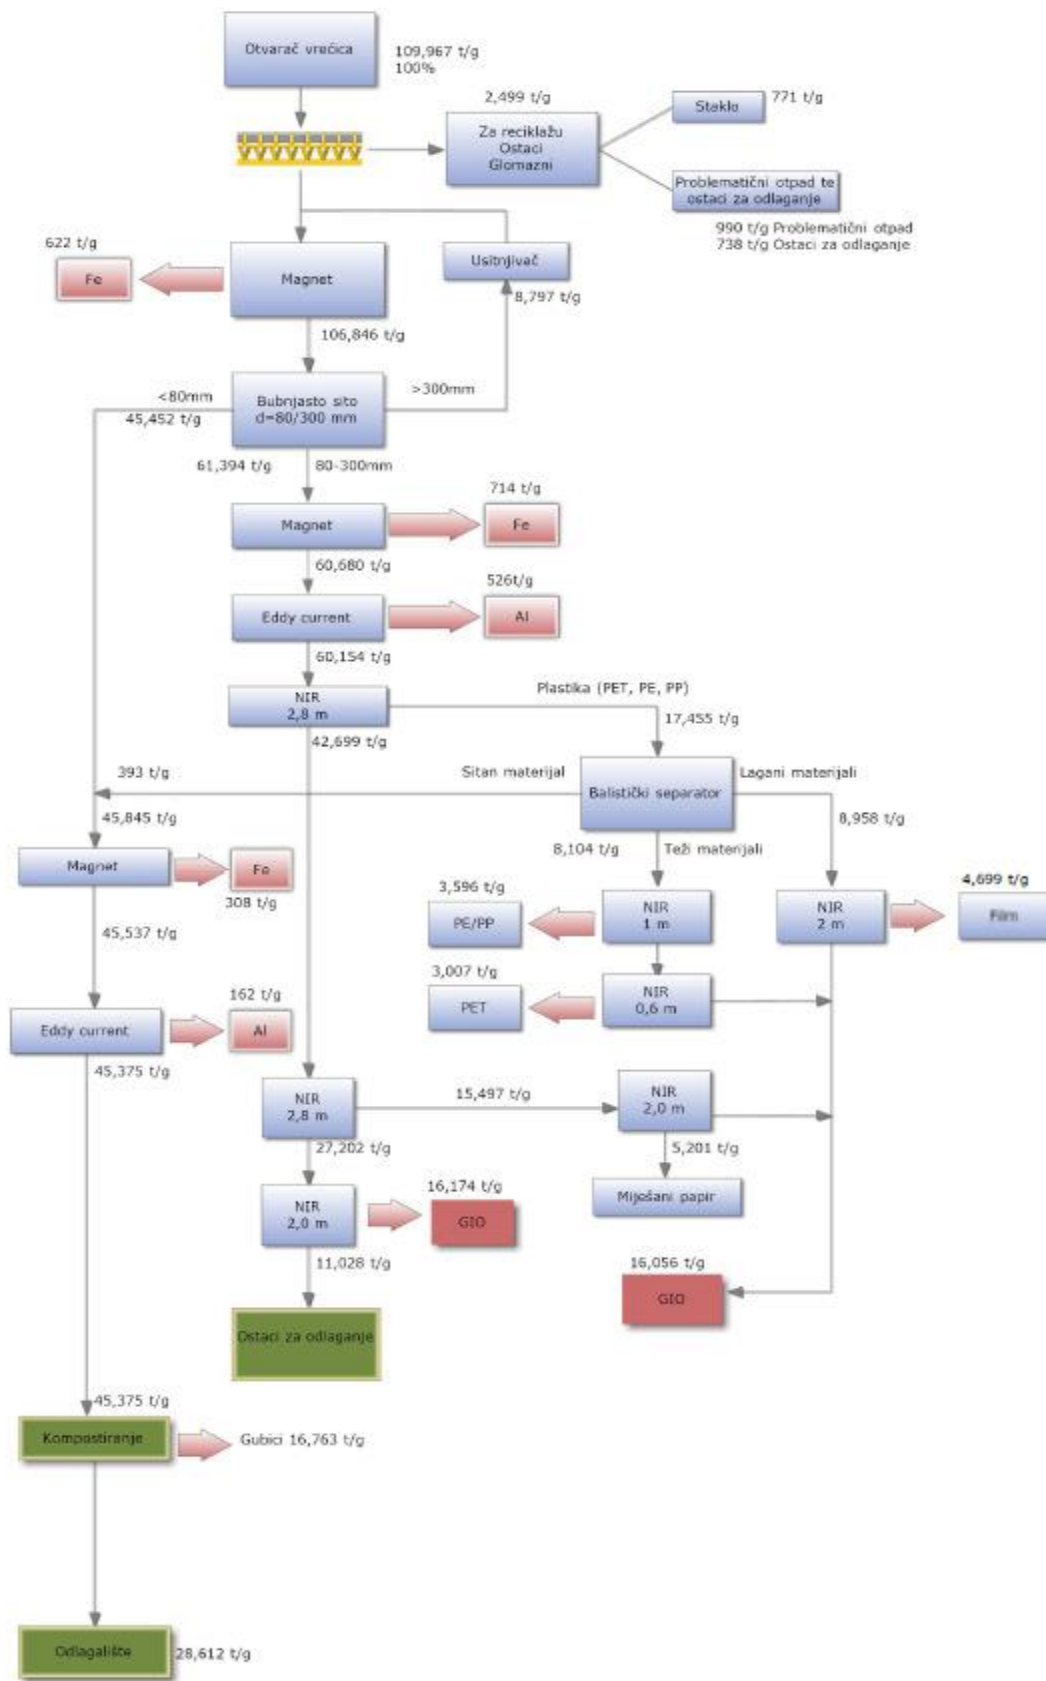 Otvarač vrećica
109,967 t/g
100%
2,499 t/g
Za reciklažu
Ostaci
Glomazni
Staklo
771 t/g
Problematični otpad te
ostaci za odlaganje
990 t/g Problematični otpad
738 t/g Ostaci za odlaganje
622 t/g
Fe
Magnet
Usitnjivač
8,797 t/g
106,846 t/g
<80mm
45,452 t/g
Bubnjasto sito
d=80/300 mm
>300mm
61,394 t/g
80-300mm
714 t/g
Magnet
Fe
60,680 t/g
526t/g
Eddy current
Al
60,154 t/g
Plastika (PET, PE, PP)
NIR
2,8 m
17,455 t/g
42,699 t/g
393 t/g
Sitan materijal
Balistički separator
Lagani materijali
45,845 t/g
8,958 t/g
8,104 t/g
Teži materijali
Magnet
Fe
308 t/g
3,596 t/g
PE/PP
NIR
1 m
NIR
2 m
4,699 t/g
Film
45,537 t/g
3,007 t/g
PET
NIR
0,6 m
162 t/g
Eddy current
Al
45,375 t/g
NIR
2,8 m
15,497 t/g
NIR
2,0 m
27,202 t/g
5,201 t/g
NIR
2,0 m
16,174 t/g
GIO
Miješani papir
11,028 t/g
16,056 t/g
GIO
Ostaci za odlaganje
45,375 t/g
Kompostiranje
Gubici 16,763 t/g
Odlagalište
28,612 t/g